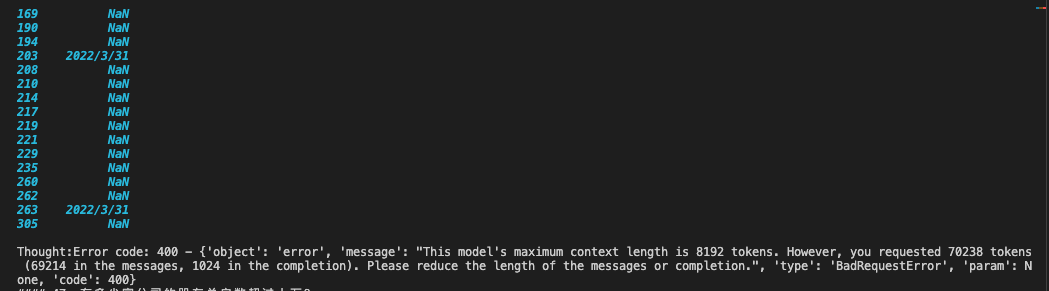 169 NaN
190 NaN
194 NaN
203 2022/3/31
208 NaN
210 NaN
214 NaN
217 NaN
219 NaN
221 NaN
229 NaN
235 NaN
260 NaN
262 NaN
263 2022/3/31
305 NaN
Thought:Error code: 400 - {'object': 'error', 'message': "This model's maximum context length is 8192 tokens. However, you requested 70238 tokens
(69214 in the messages, 1024 in the completion). Please reduce the length of the messages or completion.", 'type': 'BadRequestError', 'param': N
one, 'code': 400}